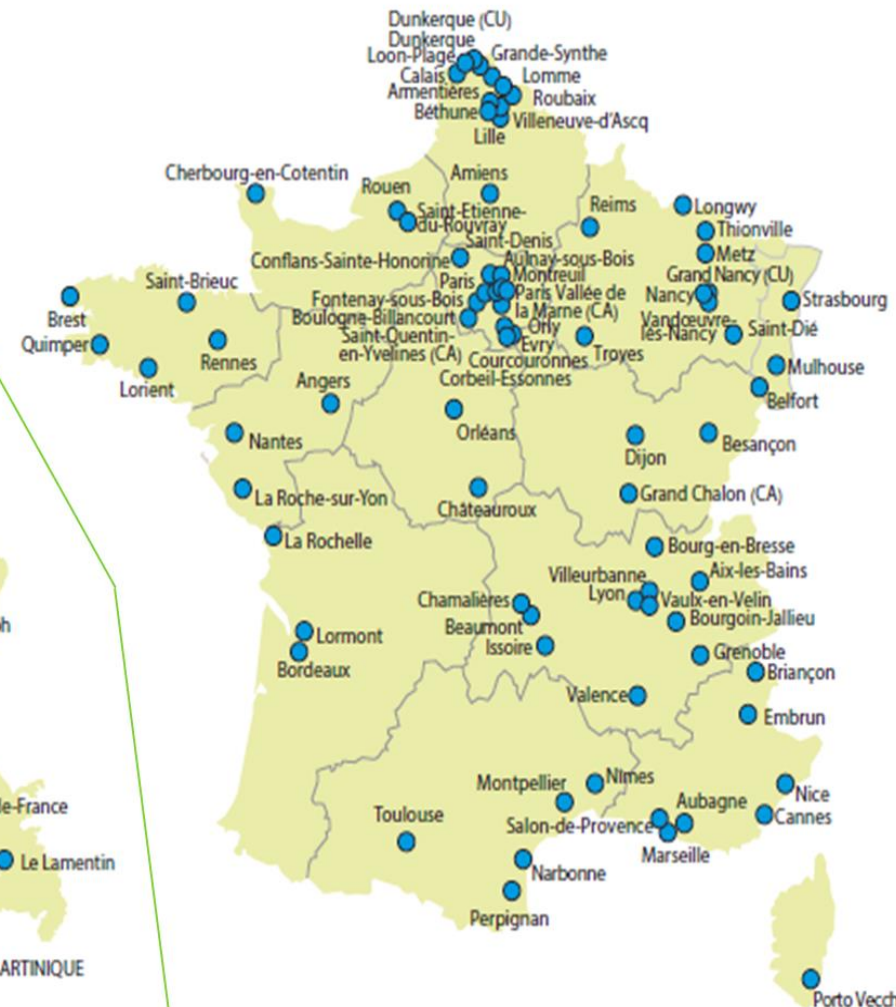 Dunkerque (CU)
Dunkerque
Loon-Plage
Grande-Synthe
Calais
Lomme
Armentières
Roubaix
Béthune
Villeneuve-d'Ascq
Lille
Cherbourg-en-Cotentin
Amiens
Rouen
Saint-Etienne-
du-Rouvray
Reims
Longwy
Thionville
Saint-Denis
Metz
Conflans-Sainte-Honorine
Aulnay-sous-Bois
Montreuil
Grand Nancy (CU)
Paris
Saint-Brieuc
Fontenay-sous-Bois
Paris Vallée de
la Marne (CA)
Nancy
Strasbourg
Brest
Boulogne-Billancourt
Vandœuvre-
lès-Nancy
Saint-Dié
Quimper
Saint-Quentin-
en-Yvelines (CA)
Orly
Evry
Courcouronnes
Troyes
Rennes
Mulhouse
Lorient
Angers
Corbeil-Essonnes
Belfort
Nantes
Orléans
Dijon
Besançon
La Roche-sur-Yon
Châteauroux
Grand Chalon (CA)
La Rochelle
Bourg-en-Bresse
Villeurbanne
Aix-les-Bains
Chamalières
Lyon
Vaulx-en-Velin
Beaumont
Bourgoin-Jallieu
Lormont
Issoire
Grenoble
Bordeaux
Briançon
Valence
Embrun
Montpellier
Nîmes
Nice
Toulouse
Salon-de-Provence
Aubagne
Cannes
Marseille
Narbonne
Perpignan
Porto Vecch
h
le-France
Le Lamentin
ARTINIQUE